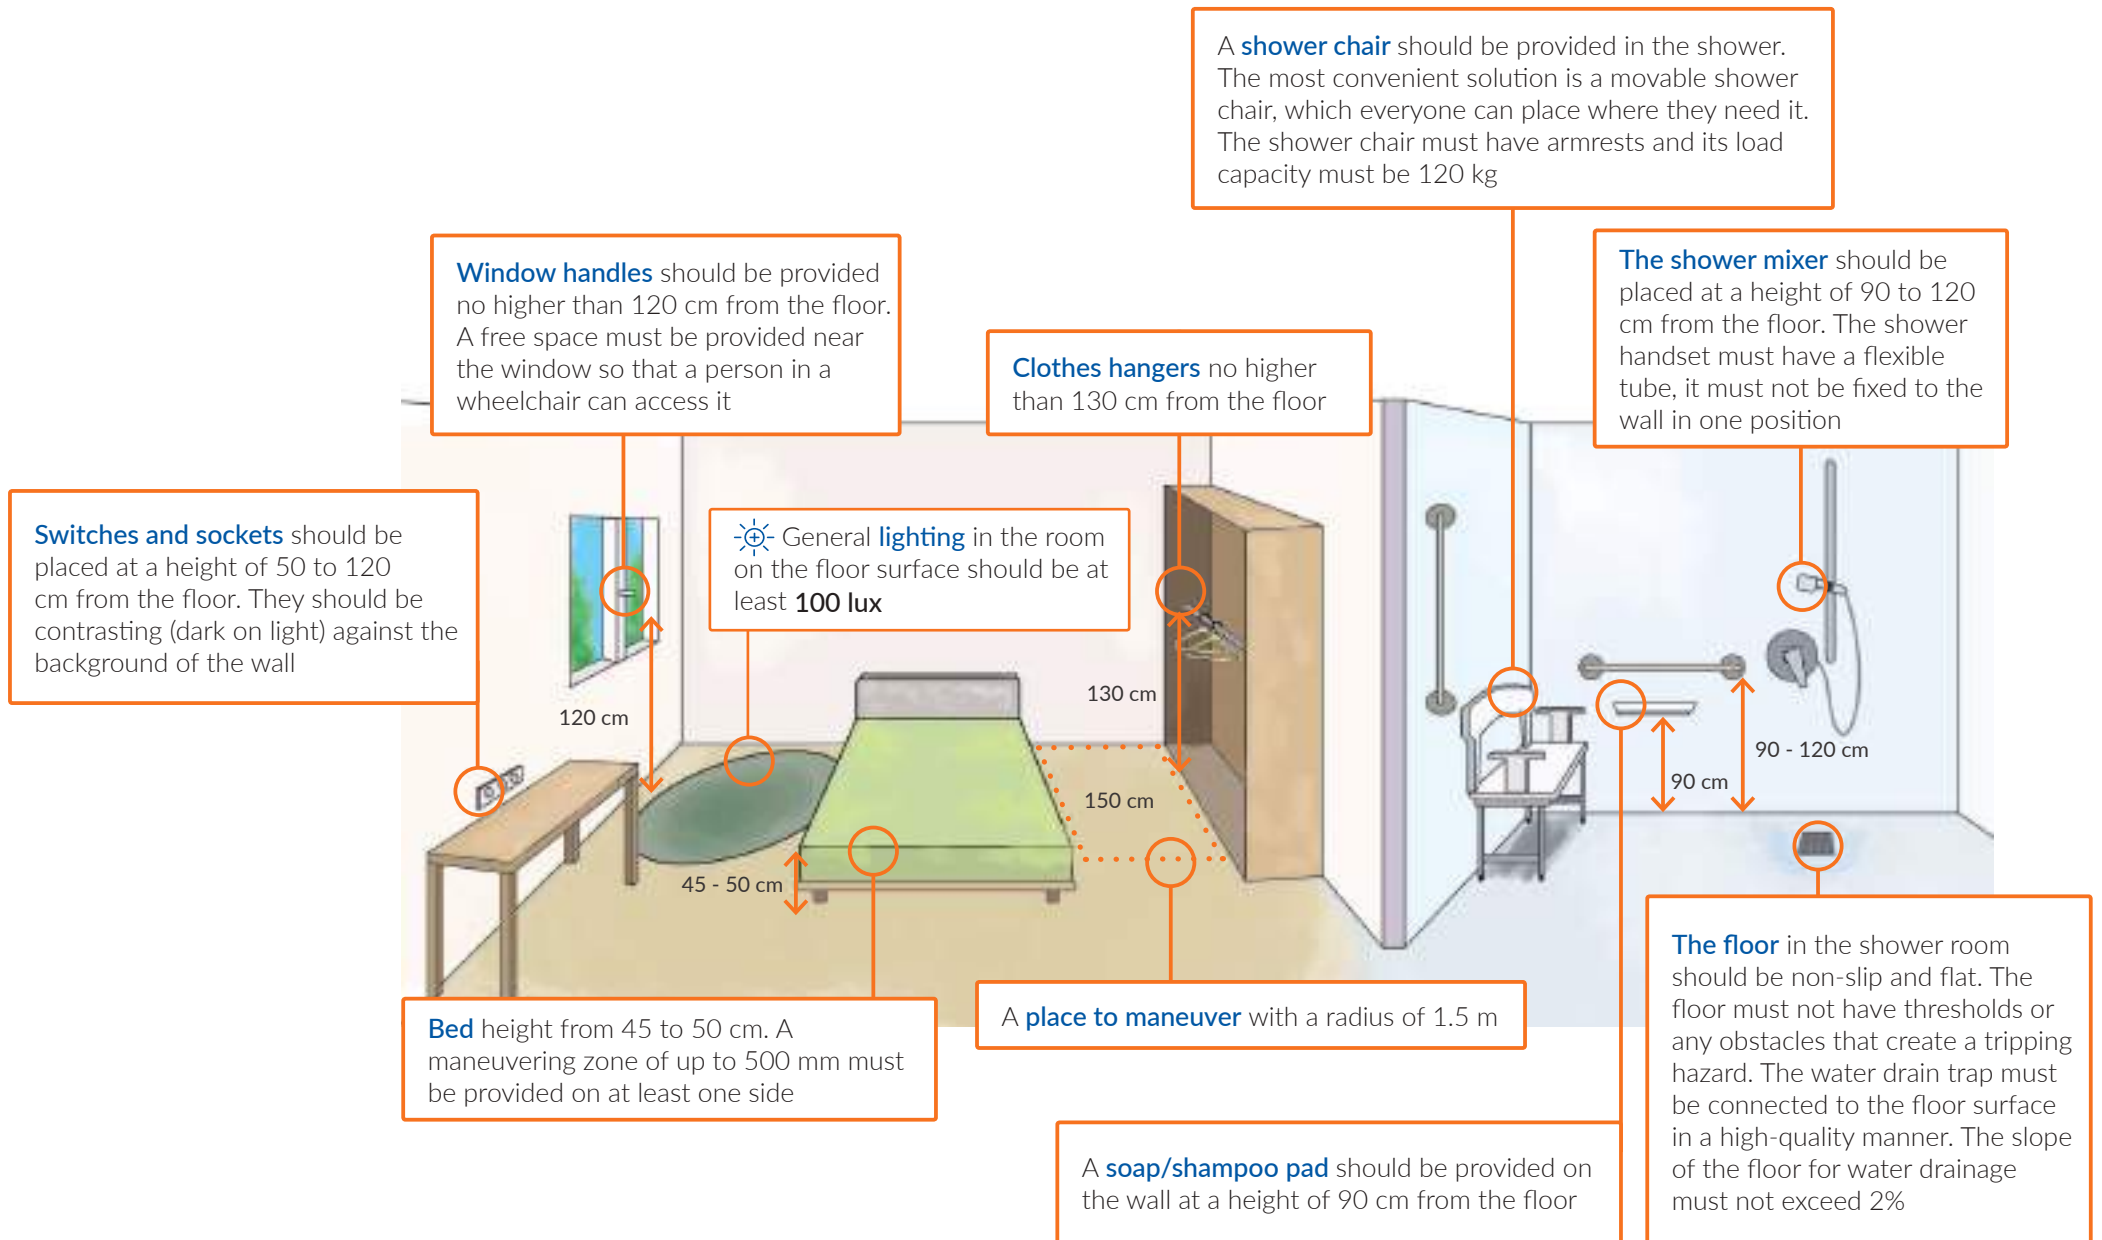 A shower chair should be provided in the shower.
The most convenient solution is a movable shower
chair, which everyone can place where they need it.
The shower chair must have armrests and its load
capacity must be 120 kg
Window handles should be provided
no higher than 120 cm from the floor.
A free space must be provided near
the window so that a person in a
wheelchair can access it
Clothes hangers no higher
than 130 cm from the floor
The shower mixer should be
placed at a height of 90 to 120
cm from the floor. The shower
handset must have a flexible
tube, it must not be fixed to the
wall in one position
Switches and sockets should be
placed at a height of 50 to 120
cm from the floor. They should be
contrasting (dark on light) against the
background of the wall
General lighting in the room
on the floor surface should be at
least 100 lux
120 cm
130 cm
150 cm
45 - 50 cm
90 - 120 cm
90 cm
Bed height from 45 to 50 cm. A
maneuvering zone of up to 500 mm must
be provided on at least one side
A place to maneuver with a radius of 1.5 m
The floor in the shower room
should be non-slip and flat. The
floor must not have thresholds or
any obstacles that create a tripping
hazard. The water drain trap must
be connected to the floor surface
in a high-quality manner. The slope
of the floor for water drainage
must not exceed 2%
A soap/shampoo pad should be provided on
the wall at a height of 90 cm from the floor